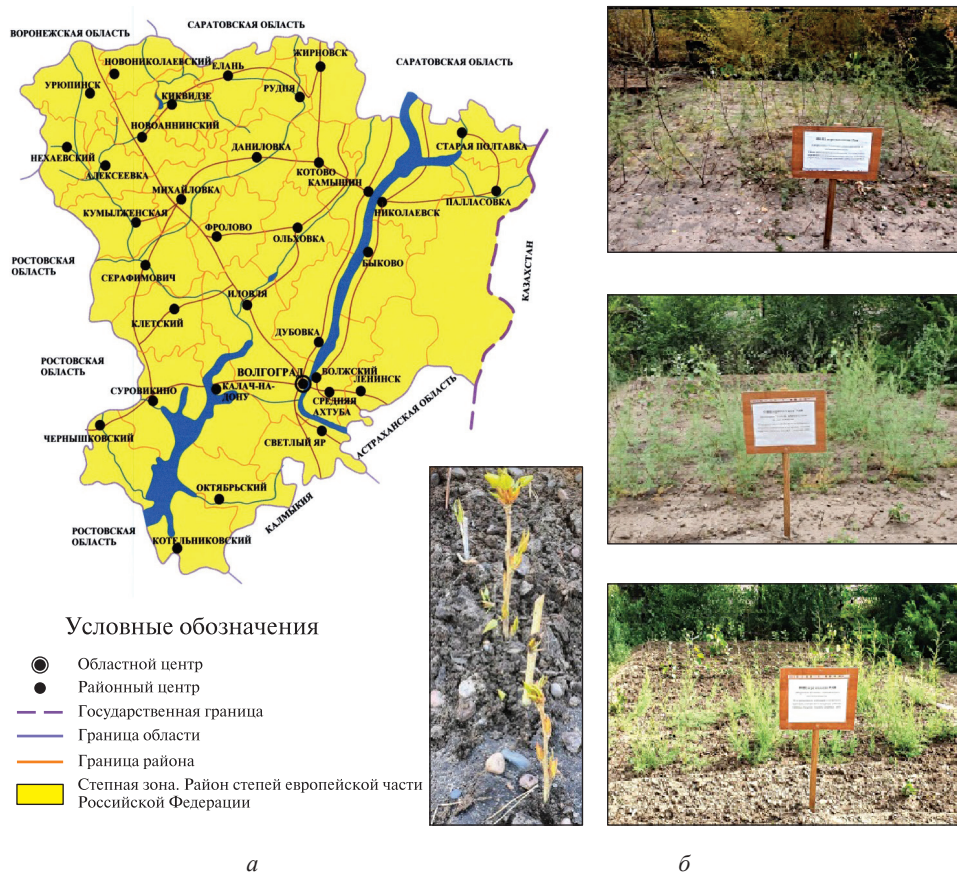 САРАТОВСКАЯ ОБЛАСТЬ
ВОРОНЕЖСКАЯ ОБЛАСТЬ
ЖИРНОВСК
НОВОНИКОЛАЕВСКИЙ
ЕЛАНЬ
САРАТОВСКАЯ ОБЛАСТЬ
УРЮПИНСК
РУДНЯ
КИКВИДЗЕ
НОВОАННИНСКИЙ
СТАРАЯ ПОЛТАВКА
НЕХАЕВСКИЙ
ДАНИЛОВКА
АЛЕКСЕЕВКА
КОТОВО
КАМЫШИН
МИХАЙЛОВКА
ПАЛЛАСОВКА
КУМЫЛЖЕНСКАЯ
НИКОЛАЕВСК
ФРОЛОВО
ОЛЬХОВКА
РОСТОВСКАЯ
ОБЛАСТЬ
БЫКОВО
КАЗАХСТАН
СЕРАФИМОВИЧ
ИЛОВЛЯ
КЛЕТСКИЙ
ДУБОВКА
РОСТОВСКАЯ
ОБЛАСТЬ
ВОЛГОГРАД
ВОЛЖСКИЙ
ЛЕНИНСК
СУРОВИКИНО
КАЛАЧ-НА-
ДОНУ
СРЕДНЯЯ
АХТУБА
АСТРАХАНСКАЯ ОБЛАСТЬ
ЧЕРНЫШКОВСКИЙ
СВЕТЛЫЙ ЯР
ОКТЯБРЬСКИЙ
КАЛМЫКИЯ
РОСТОВСКАЯ
ОБЛАСТЬ
КОТЕЛЬНИКОВСКИЙ
Условные обозначения
Областной центр
Районный центр
Государственная граница
Граница области
Граница района
Степная зона. Район степей европейской части
Российской Федерации
а
б